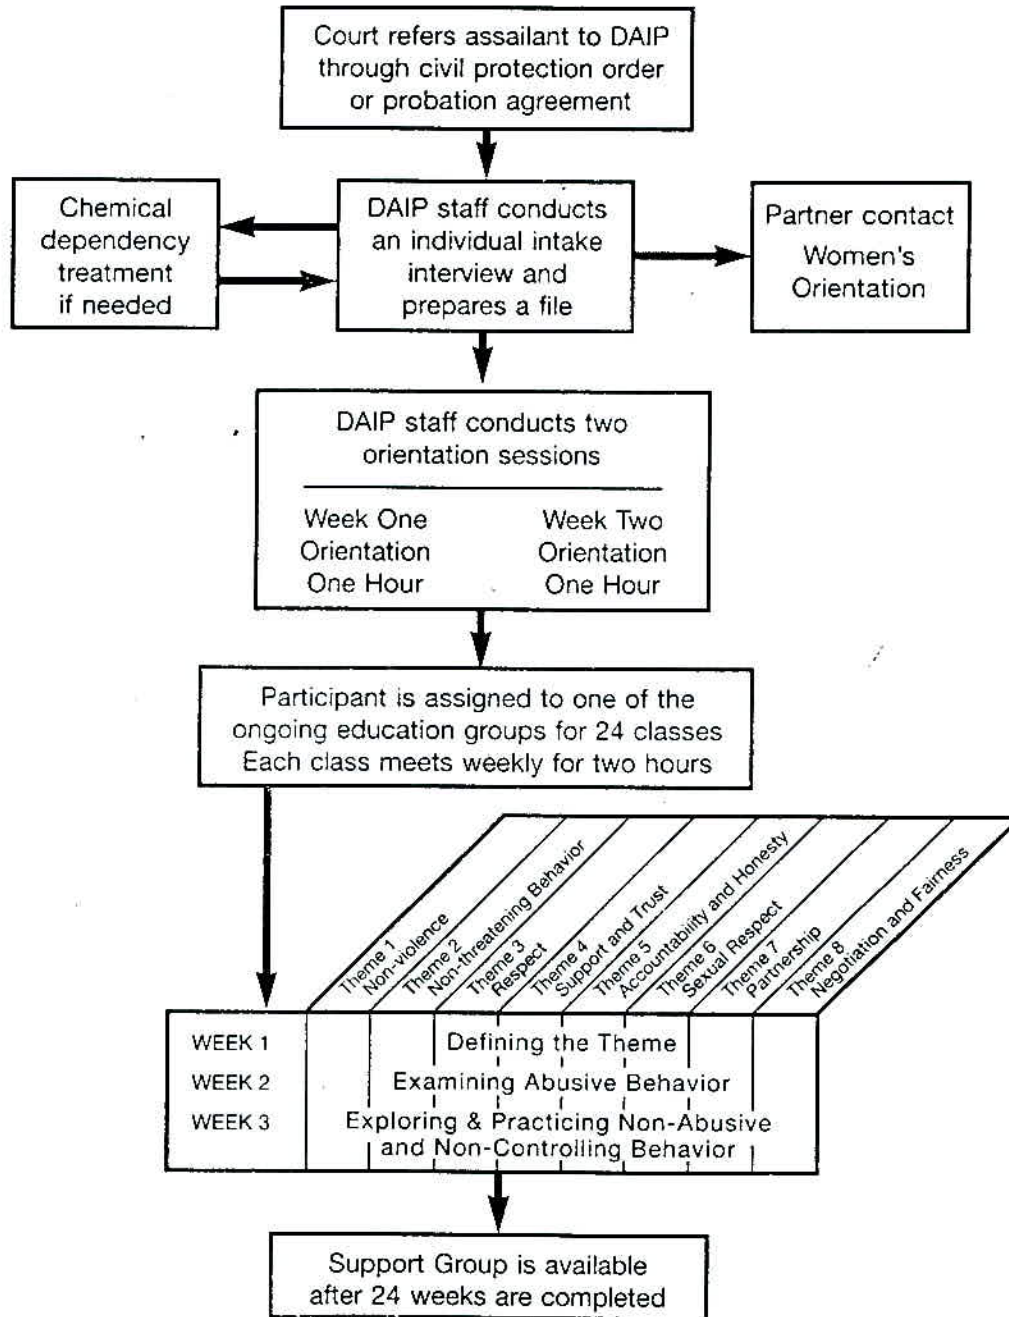 Court refers assailant to DAIP
through civil protection order
or probation agreement
Chemical
dependency
treatment
if needed
DAIP staff conducts
an individual intake
interview and
prepares a file
Partner contact
Women's
Orientation
DAIP staff conducts two
orientation sessions
Week One
Orientation
One Hour
Week Two
Orientation
One Hour
Participant is assigned to one of the
ongoing education groups for 24 classes
Each class meets weekly for two hours
Theme 1
Non-violence
Theme 2
Non-threatening Behavior
Theme 3
Respect
Theme 4
Support and Trust
Theme 5
Accountability and Honesty
Theme 6
Sexual Respect
Theme 7
Partnership
Theme 8
Negotiation and Fairness
WEEK 1
Defining the Theme
WEEK 2
Examining Abusive Behavior
WEEK 3
Exploring & Practicing Non-Abusive
and Non-Controlling Behavior
Support Group is available
after 24 weeks are completed